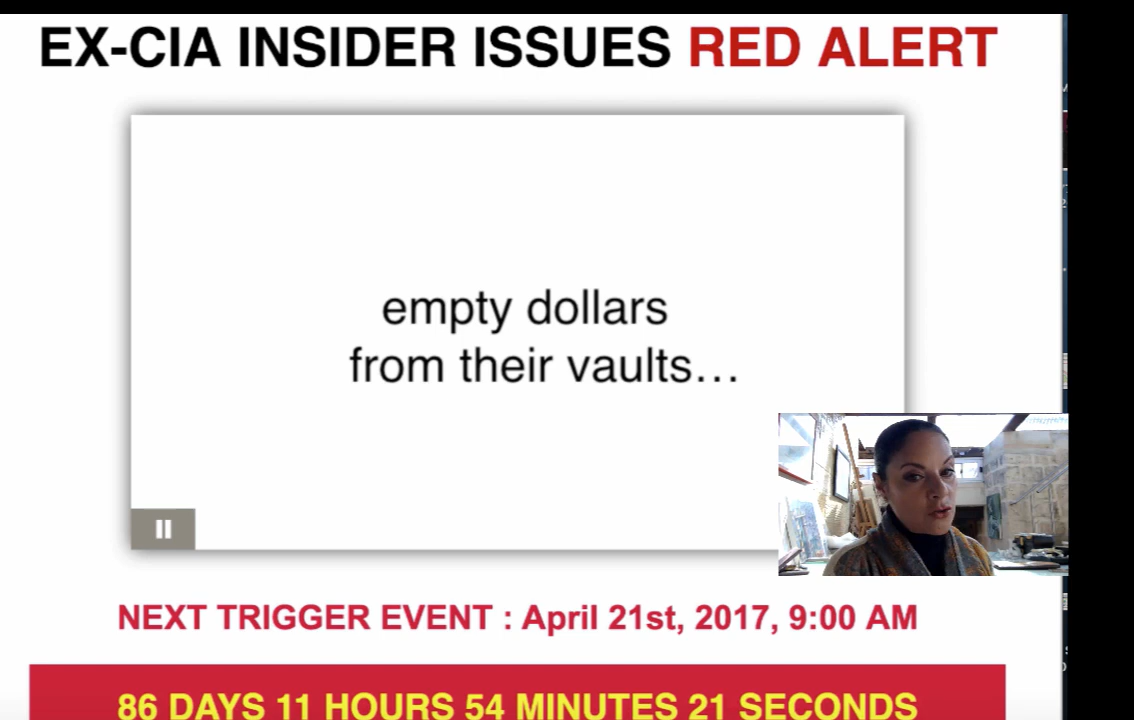 EX-CIA INSIDER ISSUES RED ALERT
empty dollars
from their vaults...
NEXT TRIGGER EVENT : April 21st, 2017, 9:00 AM
86 DAYS 11 HOURS 54 MINUTES 21 SECONDS